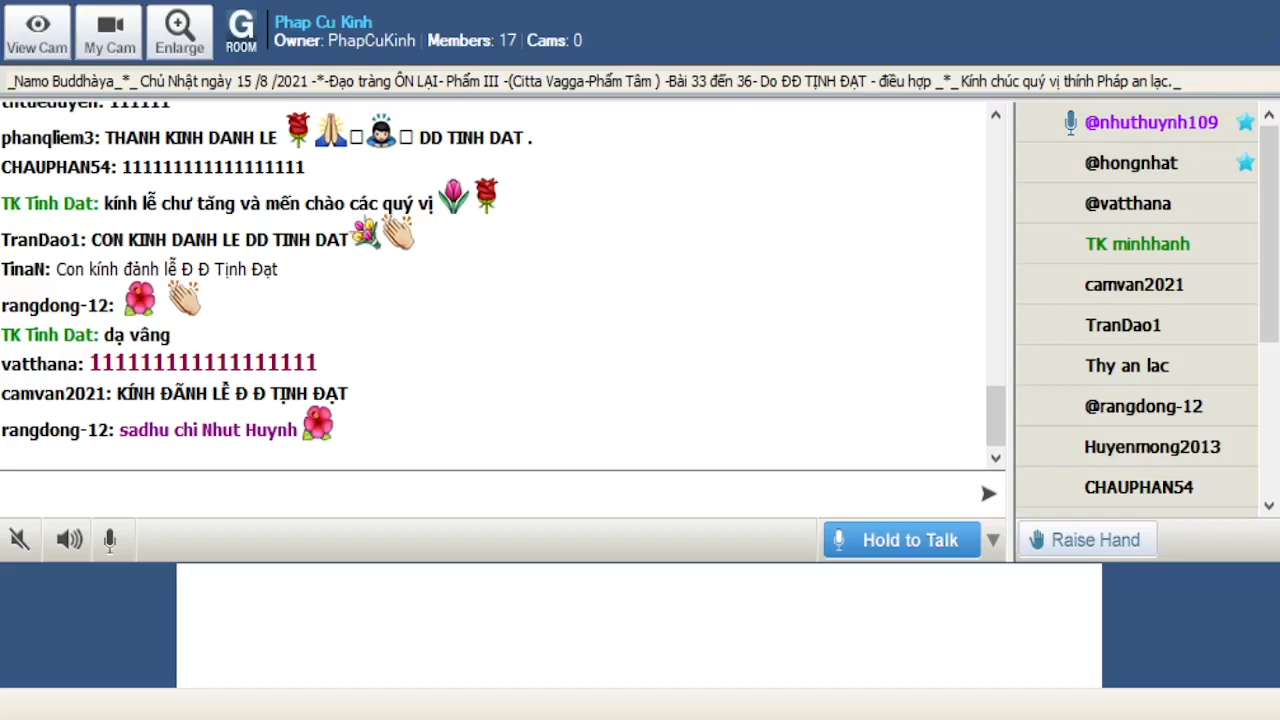 View Cam
My Cam
Enlarge
G
ROOM
Phap Cu Kinh
Owner: PhapCuKinh | Members: 17 | Cams: 0
_Namo Buddhàya_*_ Chủ Nhật ngày 15 /8 /2021 -*-Đạo tràng ÔN LẠI- Phẩm III -(Citta Vagga-Phẩm Tâm ) -Bài 33 đến 36- Do ĐĐ TỊNH ĐẠT - điều hợp _*_ Kính chúc quý vị thính Pháp an lạc._
111111
phanqliem3: THANH KINH DANH LE 🌹🙏□🙇□ DD TINH DAT .
CHAUPHAN54: 111111111111111111111
TK Tinh Dat: kính lễ chư tăng và mến chào các quý vị 🌷🌹
TranDao1: CON KINH DANH LE DD TINH DAT💐👏
TinaN: Con kính đảnh lễ Đ Đ Tịnh Đạt
rangdong-12: 🌺 👏
TK Tinh Dat: dạ vâng
vatthana: 111111111111111111
camvan2021: KÍNH ĐÃNH LỄ Đ Đ TỊNH ĐẠT
rangdong-12: sadhu chi Nhut Huynh 🌺
@nhuthuynh109
@hongnhat
@vatthana
TK minhhanh
camvan2021
TranDao1
Thy an lac
@rangdong-12
Huyenmong2013
CHAUPHAN54
Hold to Talk
Raise Hand